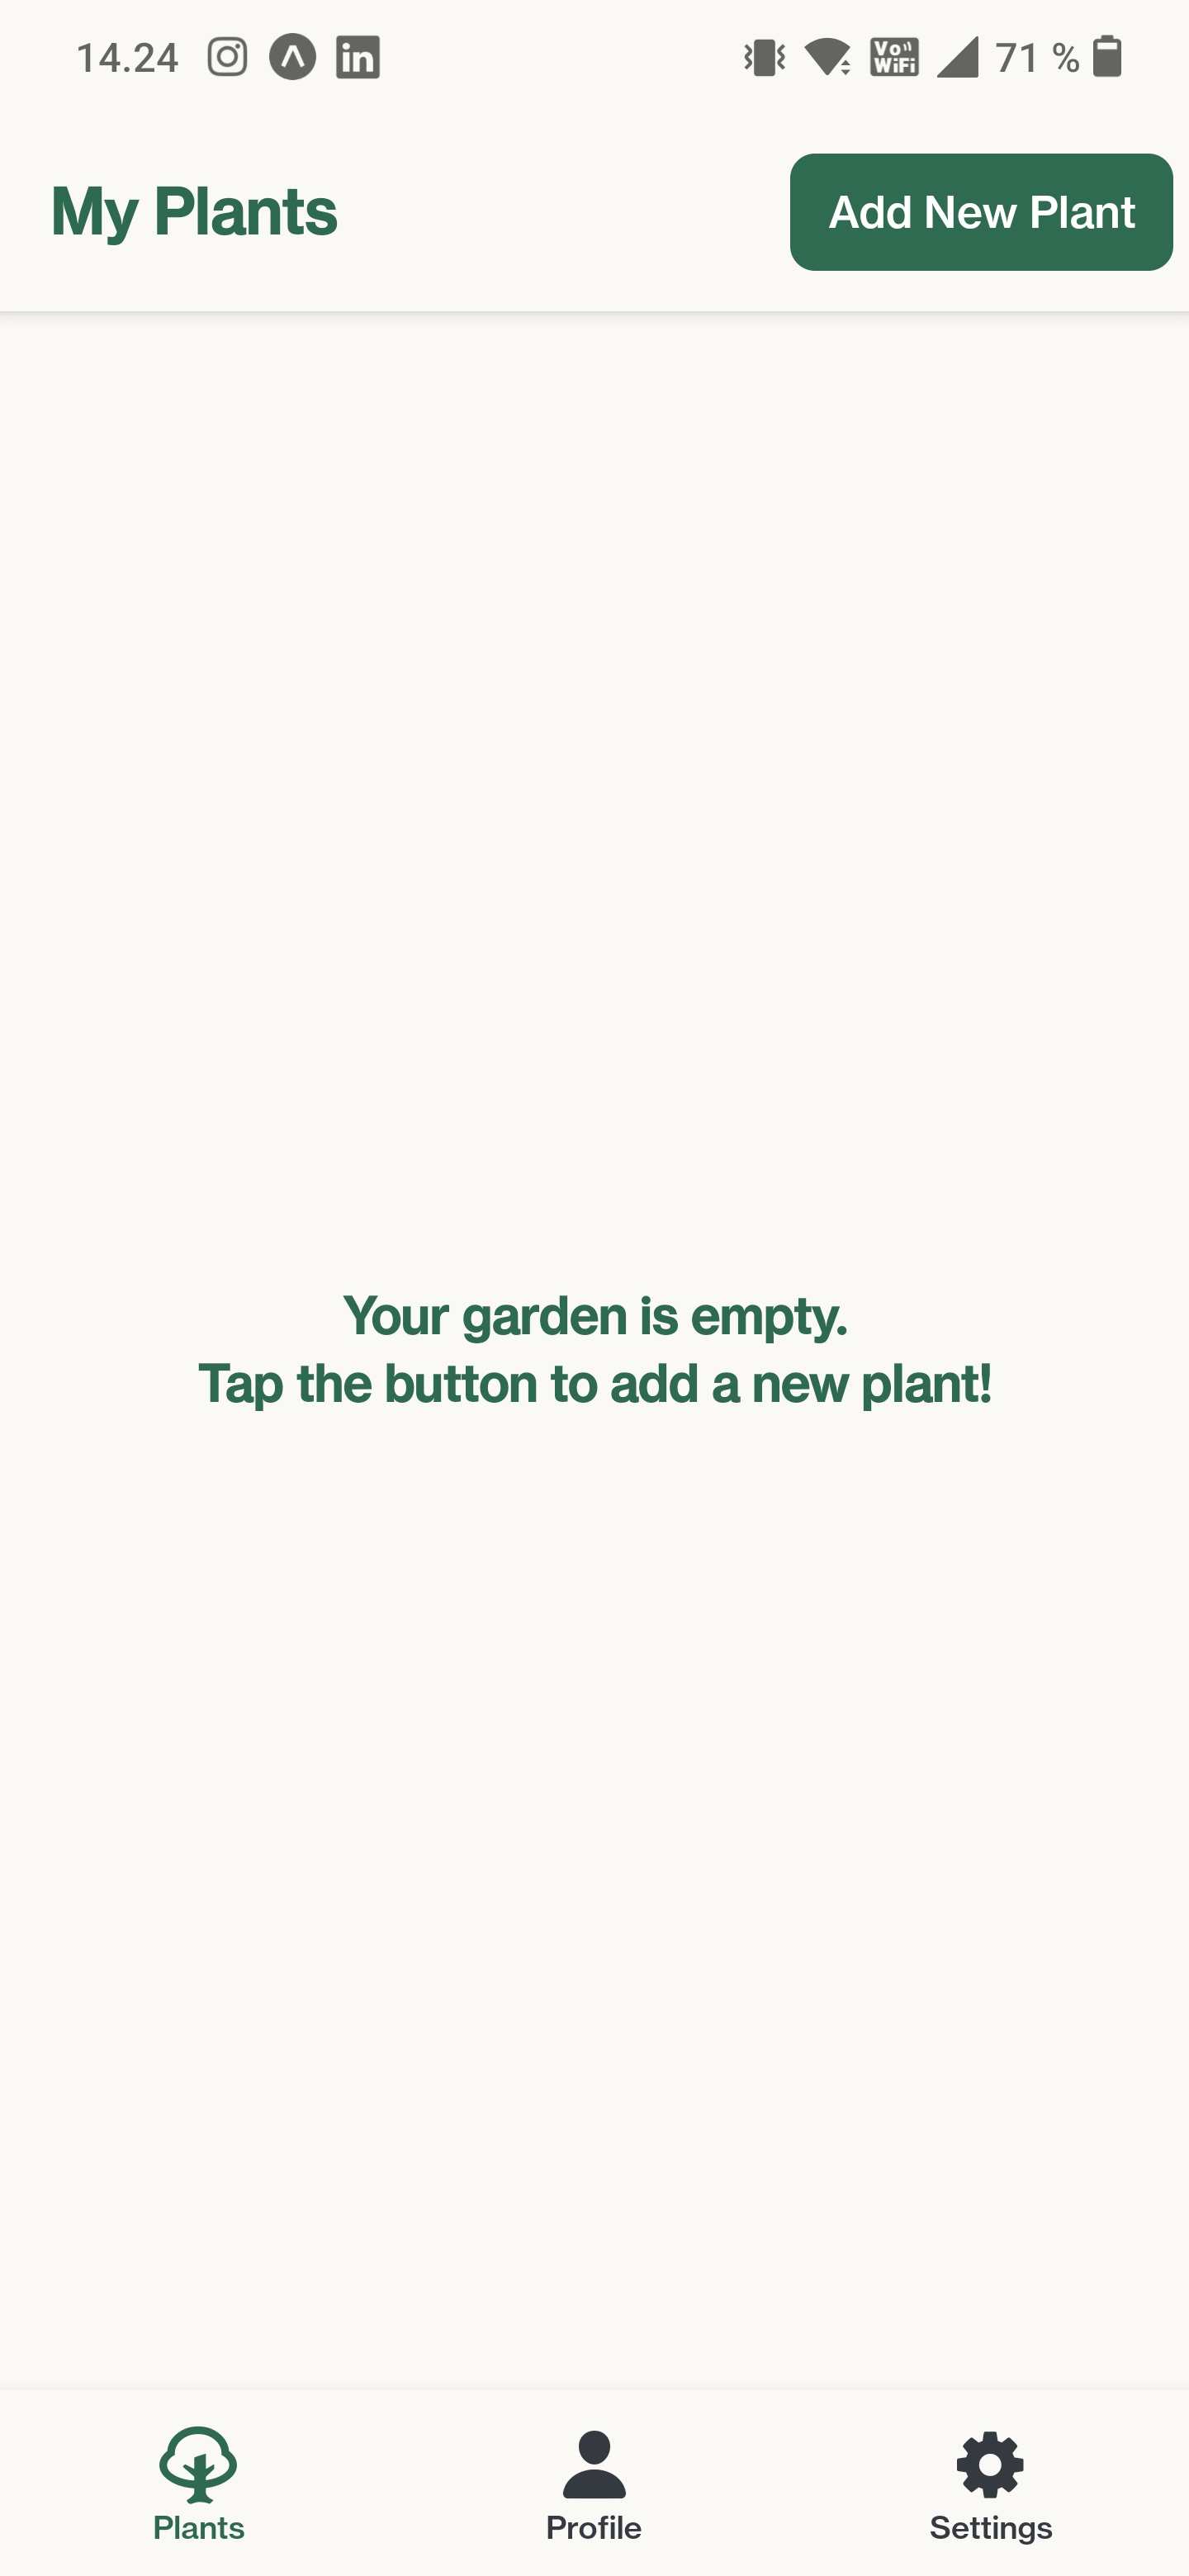 14.24 in Vo WiFi 71 %
My Plants
Add New Plant
Your garden is empty.
Tap the button to add a new plant!
Plants
Profile
Settings